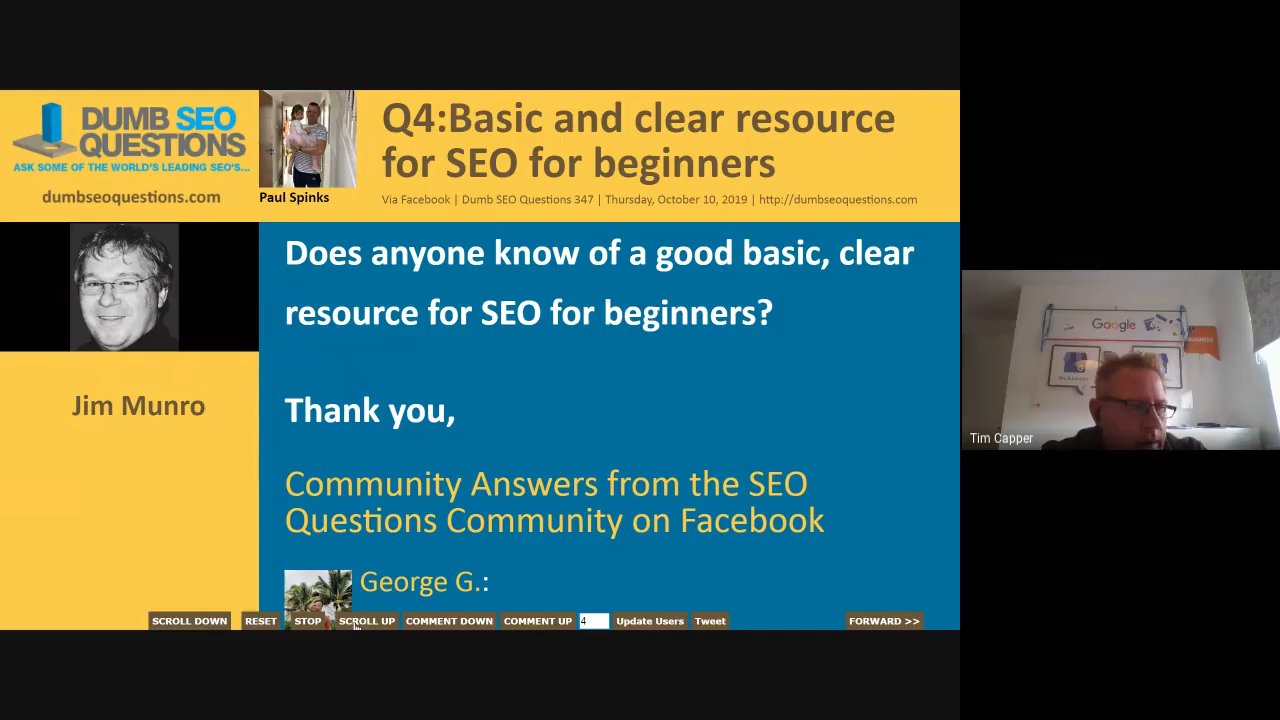 DUMB SEO
QUESTIONS
ASK SOME OF THE WORLD'S LEADING SEO'S...
dumbseoquestions.com
Paul Spinks
Q4:Basic and clear resource
for SEO for beginners
Via Facebook | Dumb SEO Questions 347 | Thursday, October 10, 2019 | http://dumbseoquestions.com
Jim Munro
Does anyone know of a good basic, clear
resource for SEO for beginners?
Thank you,
Community Answers from the SEO
Questions Community on Facebook
George G.:
SCROLL DOWN
RESET
STOP
SCROLL UP
COMMENT DOWN
COMMENT UP
4
Update Users
Tweet
FORWARD >>
Google
Tim Capper